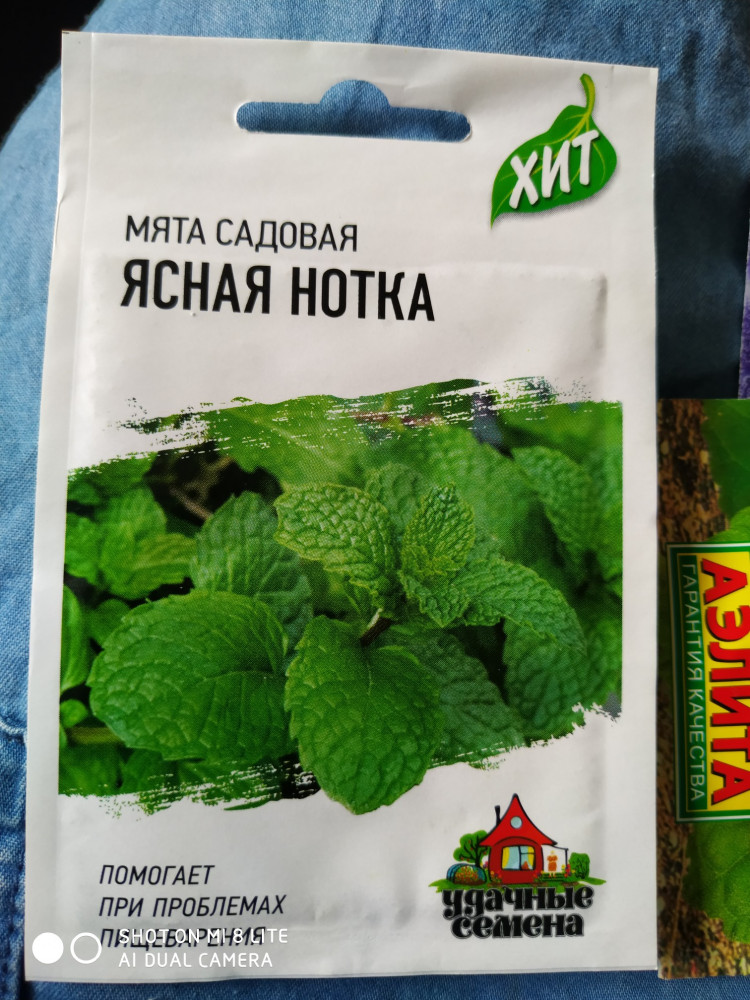 ХИТ
МЯТА САДОВАЯ
ЯСНАЯ НОТКА
АЭЛИТА
ГАРАНТИЯ КАЧЕСТВА
ПОМОГАЕТ
ПРИ ПРОБЛЕМАХ
ПИЩЕВАРЕНИЯ
удачные
семена
SHOT ON MI 8 LITE
AI DUAL CAMERA